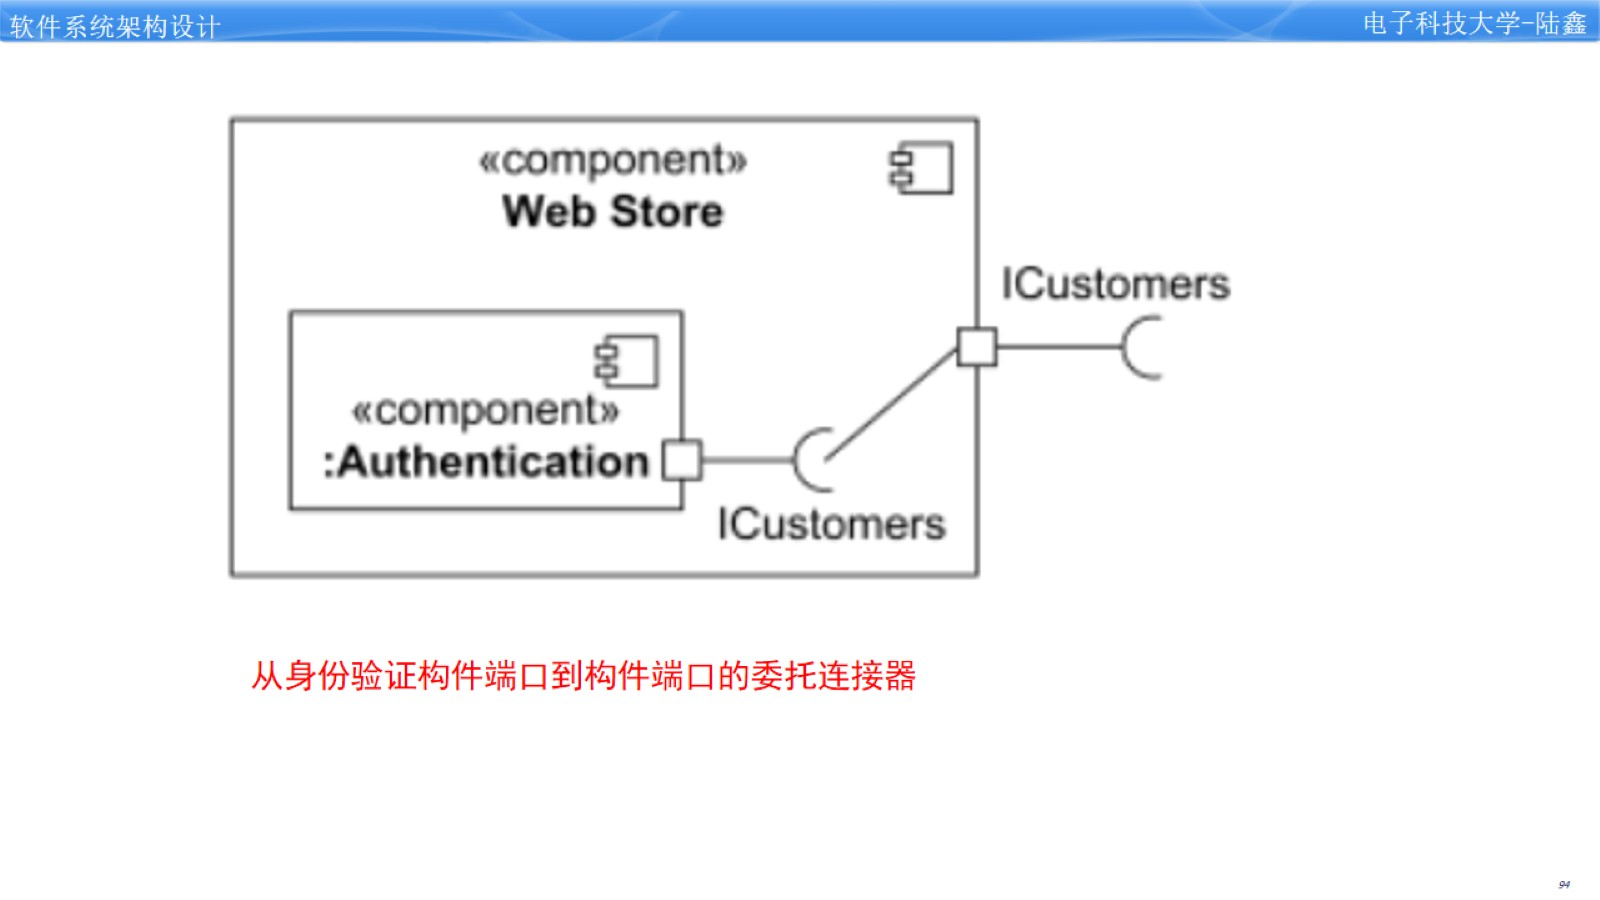 软件系统架构设计
电子科技大学-陆鑫
«component»
Web Store
ICustomers
«component»
:Authentication
ICustomers
从身份验证构件端口到构件端口的委托连接器
94